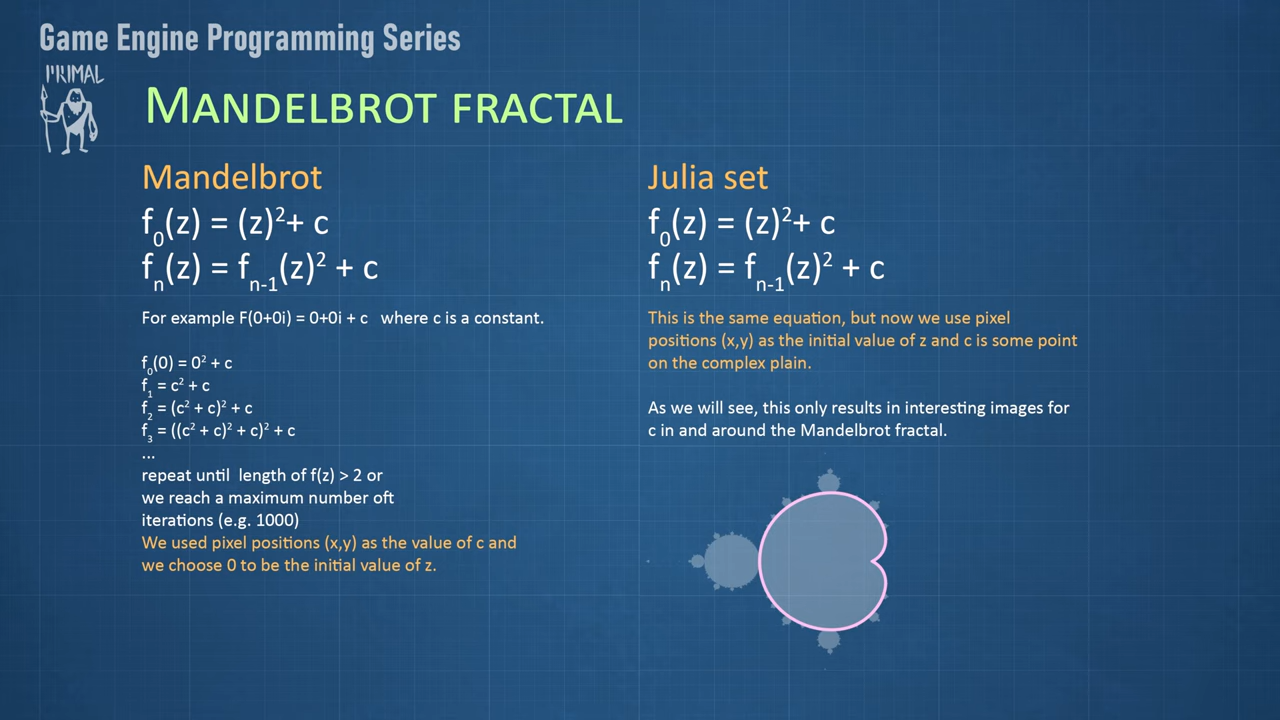 Game Engine Programming Series
PRIMAL
MANDELBROT FRACTAL
Mandelbrot
f₀(z) = (z)² + c
fₙ(z) = fₙ₋₁(z)² + c
For example F(0+0i) = 0+0i + c where c is a constant.
f₀(0) = 0² + c
f₁ = c² + c
f₂ = (c² + c)² + c
f₃ = ((c² + c)² + c)² + c
...
repeat until length of f(z) > 2 or
we reach a maximum number oft
iterations (e.g. 1000)
We used pixel positions (x,y) as the value of c and
we choose 0 to be the initial value of z.
Julia set
f₀(z) = (z)² + c
fₙ(z) = fₙ₋₁(z)² + c
This is the same equation, but now we use pixel
positions (x,y) as the initial value of z and c is some point
on the complex plain.
As we will see, this only results in interesting images for
c in and around the Mandelbrot fractal.